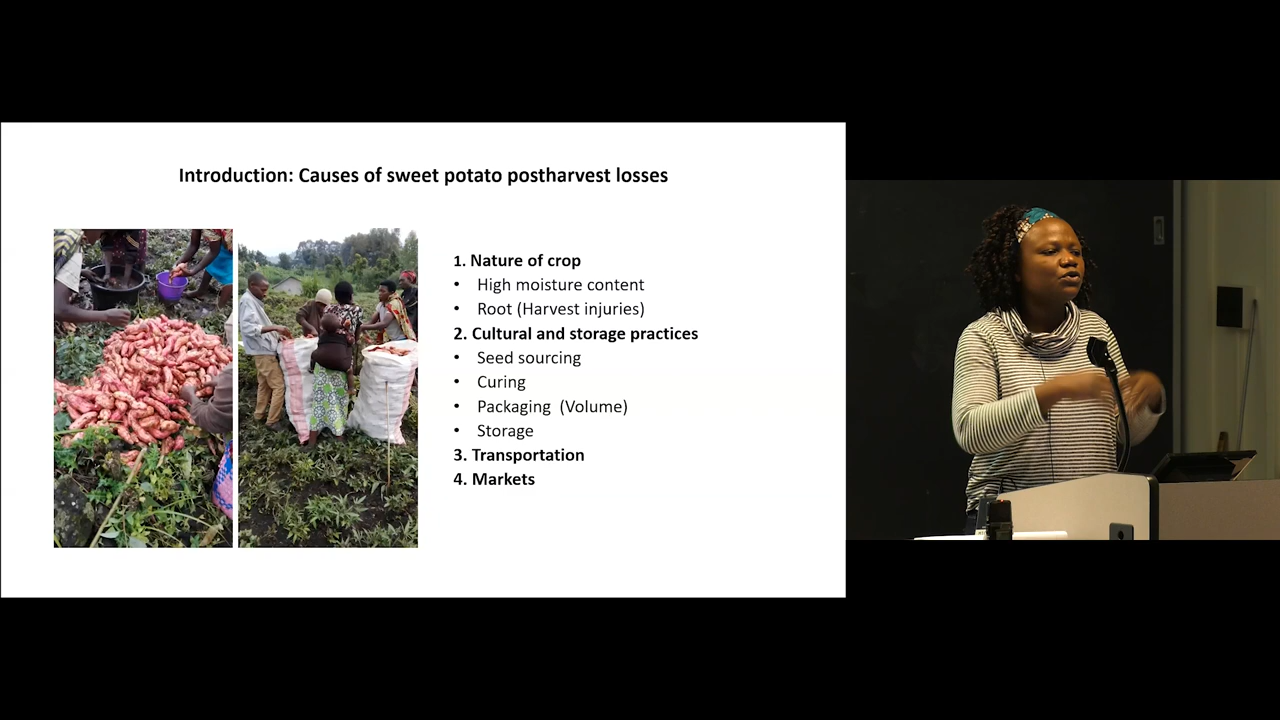 Introduction: Causes of sweet potato postharvest losses
1. Nature of crop
• High moisture content
• Root (Harvest injuries)
2. Cultural and storage practices
• Seed sourcing
• Curing
• Packaging (Volume)
• Storage
3. Transportation
4. Markets